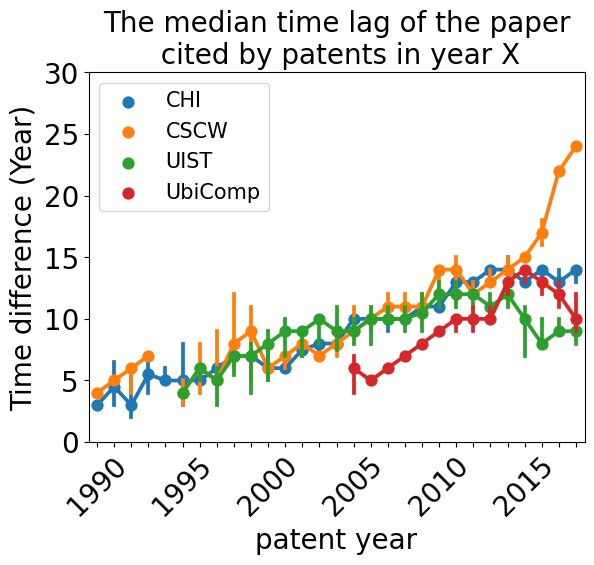 The median time lag of the paper
cited by patents in year X
Time difference (Year)
30
25
20
15
10
5
0
CHI
CSCW
UIST
UbiComp
1990
1995
2000
2005
2010
2015
patent year